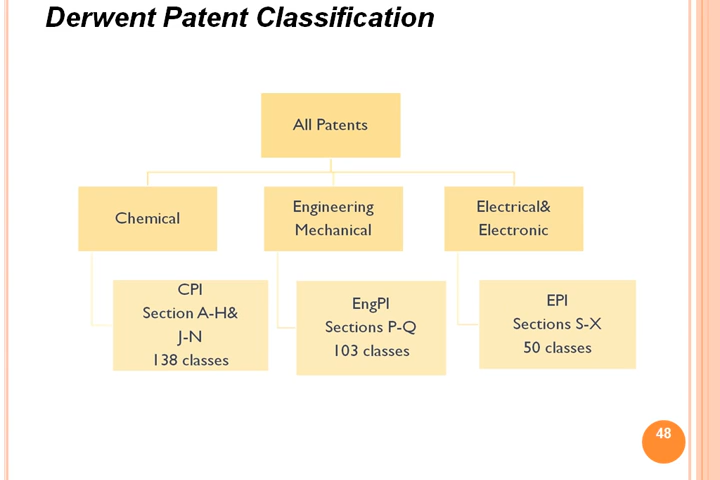 Derwent Patent Classification
All Patents
Chemical
Engineering
Mechanical
Electrical&
Electronic
CPI
Section A-H&
J-N
138 classes
EngPI
Sections P-Q
103 classes
EPI
Sections S-X
50 classes
48